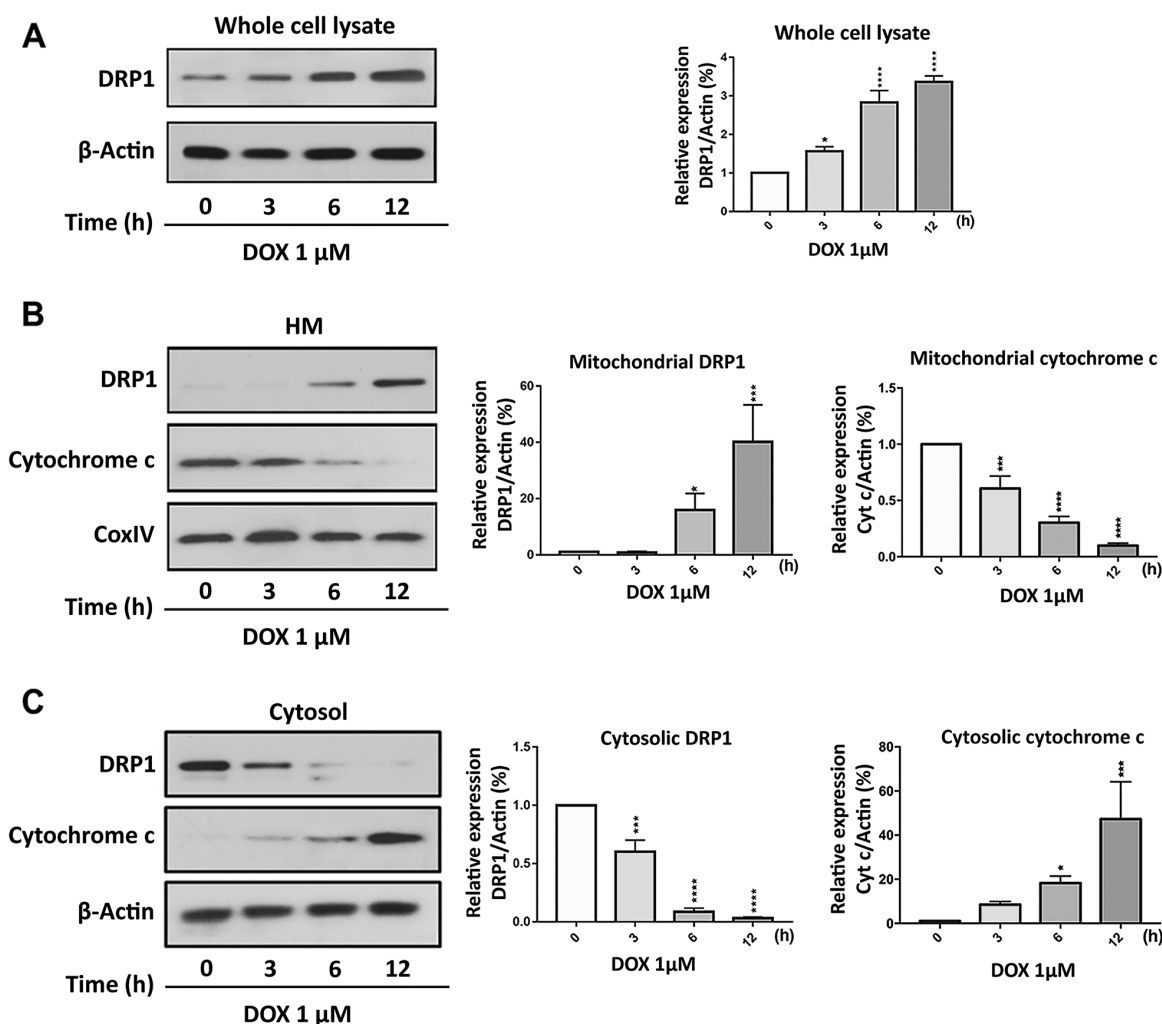 A
Whole cell lysate
DRP1
β-Actin
0 3 6 12
Time (h)
DOX 1 μM
Whole cell lysate
Relative expression
DRP1/Actin (%)
4
3
2
1
0
*
****
****
0 3 6 12 (h)
DOX 1μM
B
HM
DRP1
Cytochrome c
CoxIV
0 3 6 12
Time (h)
DOX 1 μM
Mitochondrial DRP1
Relative expression
DRP1/Actin (%)
60
40
20
0
*
***
0 3 6 12 (h)
DOX 1μM
Mitochondrial cytochrome c
Relative expression
Cyt c/Actin (%)
1.5
1.0
0.5
0.0
***
****
****
0 3 6 12 (h)
DOX 1μM
C
Cytosol
DRP1
Cytochrome c
β-Actin
0 3 6 12
Time (h)
DOX 1 μM
Cytosolic DRP1
Relative expression
DRP1/Actin (%)
1.5
1.0
0.5
0.0
***
****
****
0 3 6 12 (h)
DOX 1μM
Cytosolic cytochrome c
Relative expression
Cyt c/Actin (%)
80
60
40
20
0
*
***
0 3 6 12 (h)
DOX 1μM